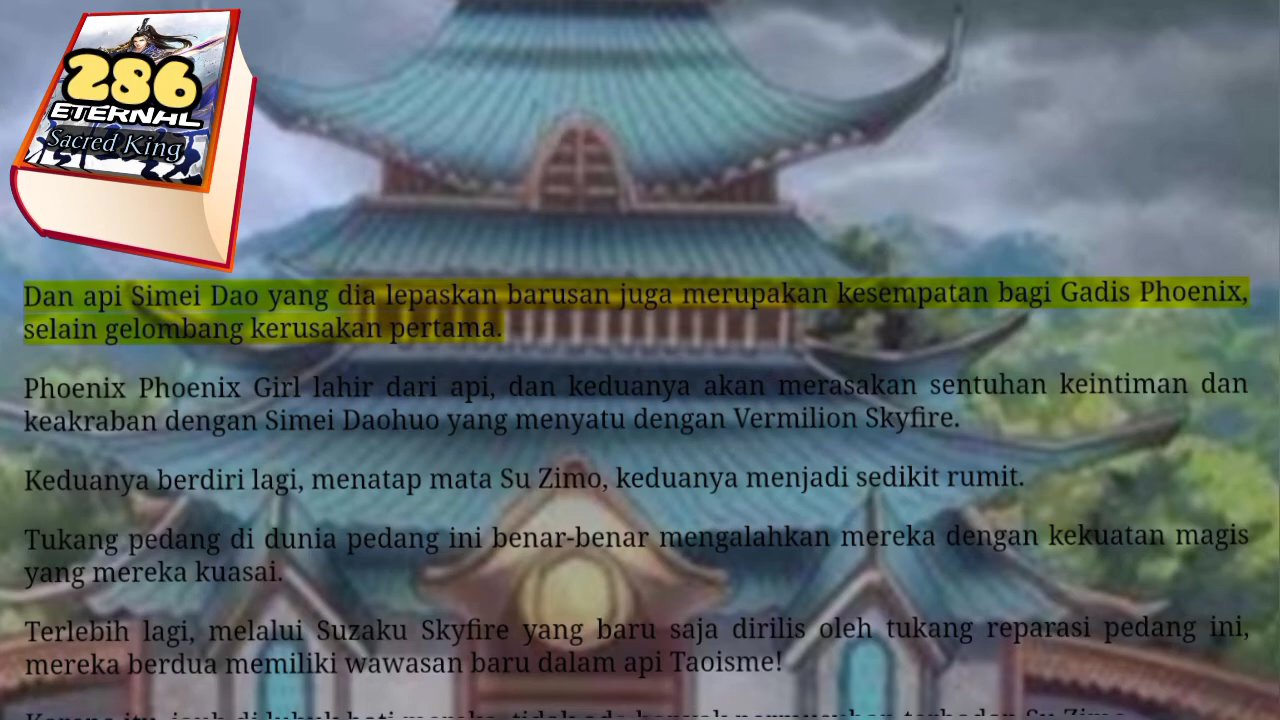 286
ETERNAL
Sacred King
Dan api Simei Dao yang dia lepaskan barusan juga merupakan kesempatan bagi Gadis Phoenix,
selain gelombang kerusakan pertama.
Phoenix Phoenix Girl lahir dari api, dan keduanya akan merasakan sentuhan keintiman dan
keakraban dengan Simei Daohuo yang menyatu dengan Vermilion Skyfire.
Keduanya berdiri lagi, menatap mata Su Zimo, keduanya menjadi sedikit rumit.
Tukang pedang di dunia pedang ini benar-benar mengalahkan mereka dengan kekuatan magis
yang mereka kuasai.
Terlebih lagi, melalui Suzaku Skyfire yang baru saja dirilis oleh tukang reparasi pedang ini,
mereka berdua memiliki wawasan baru dalam api Taoisme!